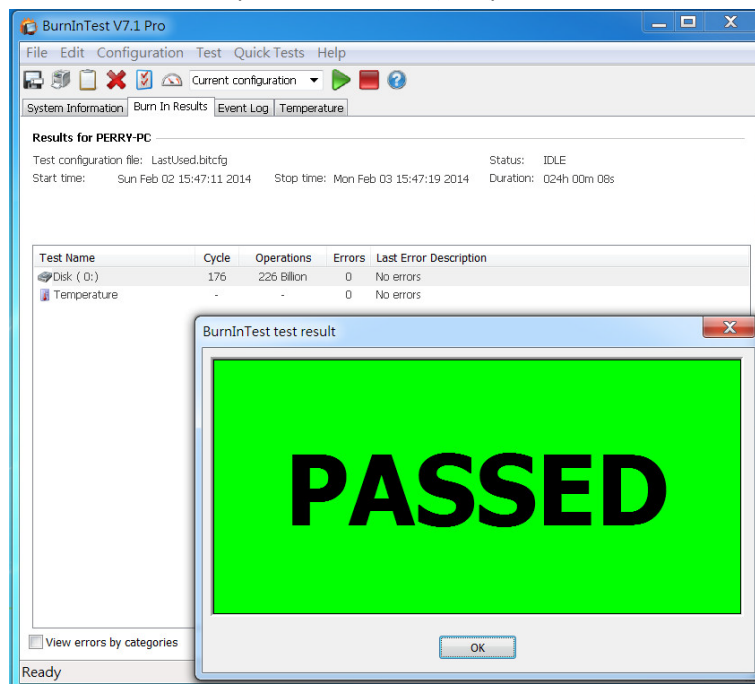 BurnInTest V7.1 Pro
File Edit Configuration Test Quick Tests Help
Current configuration
System Information Burn In Results Event Log Temperature
Results for PERRY-PC
Test configuration file: LastUsed.bitcfg Status: IDLE
Start time: Sun Feb 02 15:47:11 2014 Stop time: Mon Feb 03 15:47:19 2014 Duration: 024h 00m 08s
Test Name Cycle Operations Errors Last Error Description
Disk ( O:) 176 226 Billion 0 No errors
Temperature - - 0 No errors
BurnInTest test result
PASSED
View errors by categories
OK
Ready